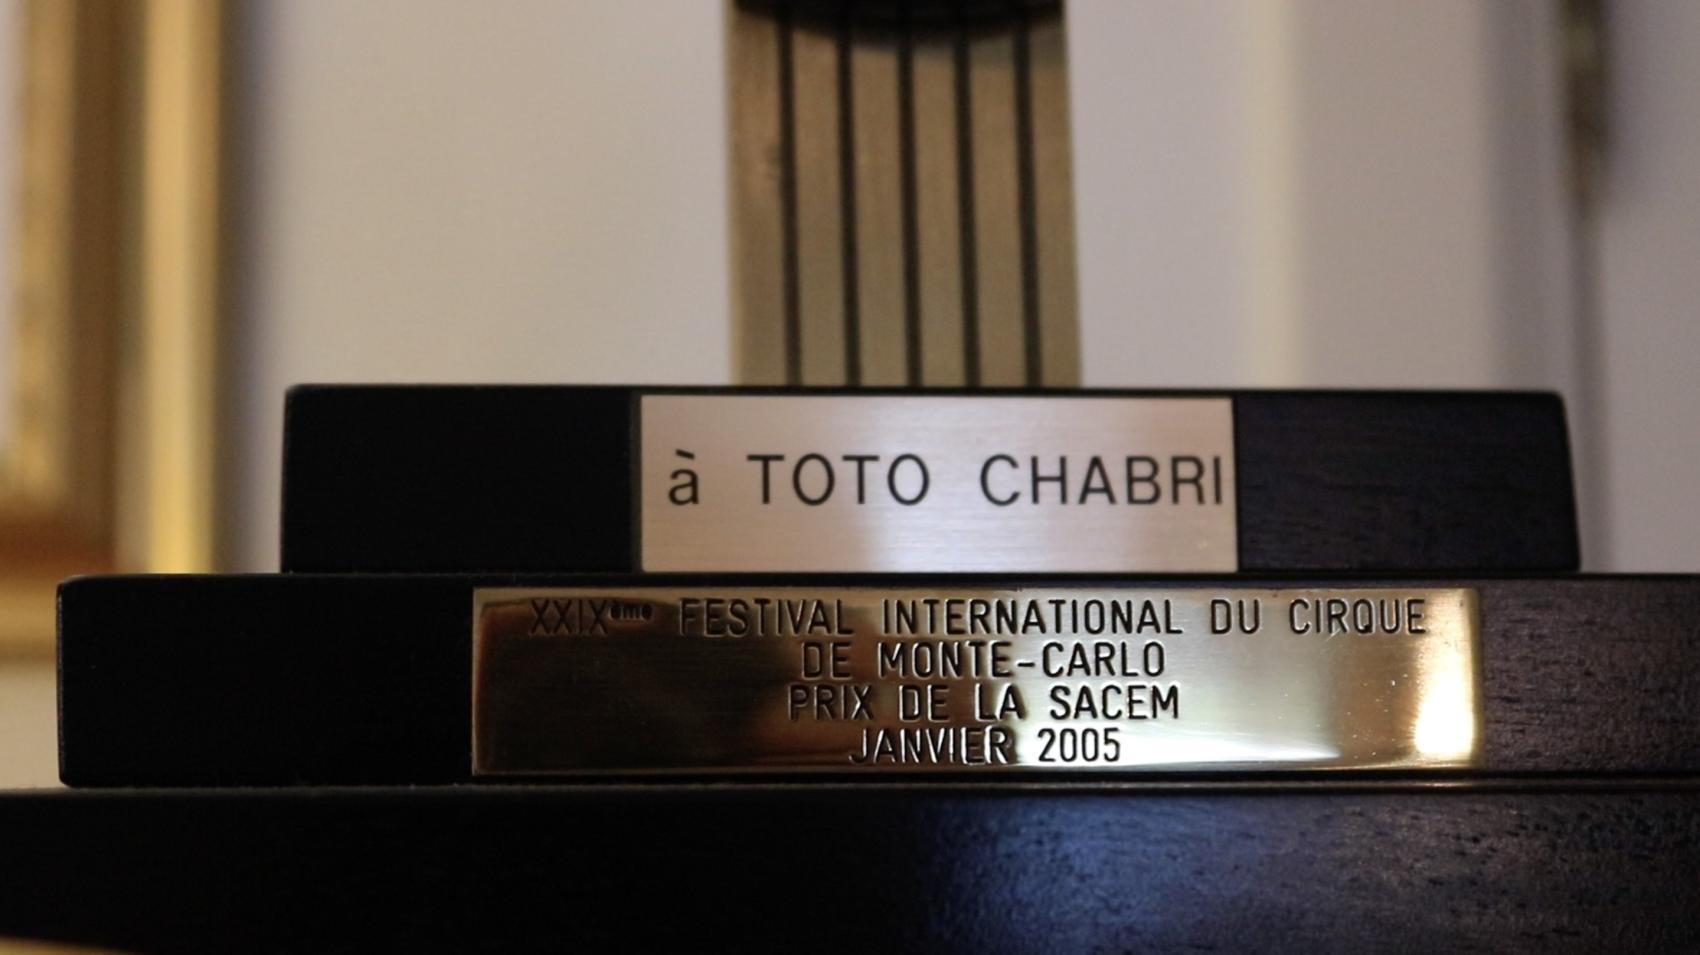 à TOTO CHABRI
XXIXème FESTIVAL INTERNATIONAL DU CIRQUE
DE MONTE-CARLO
PRIX DE LA SACEM
JANVIER 2005